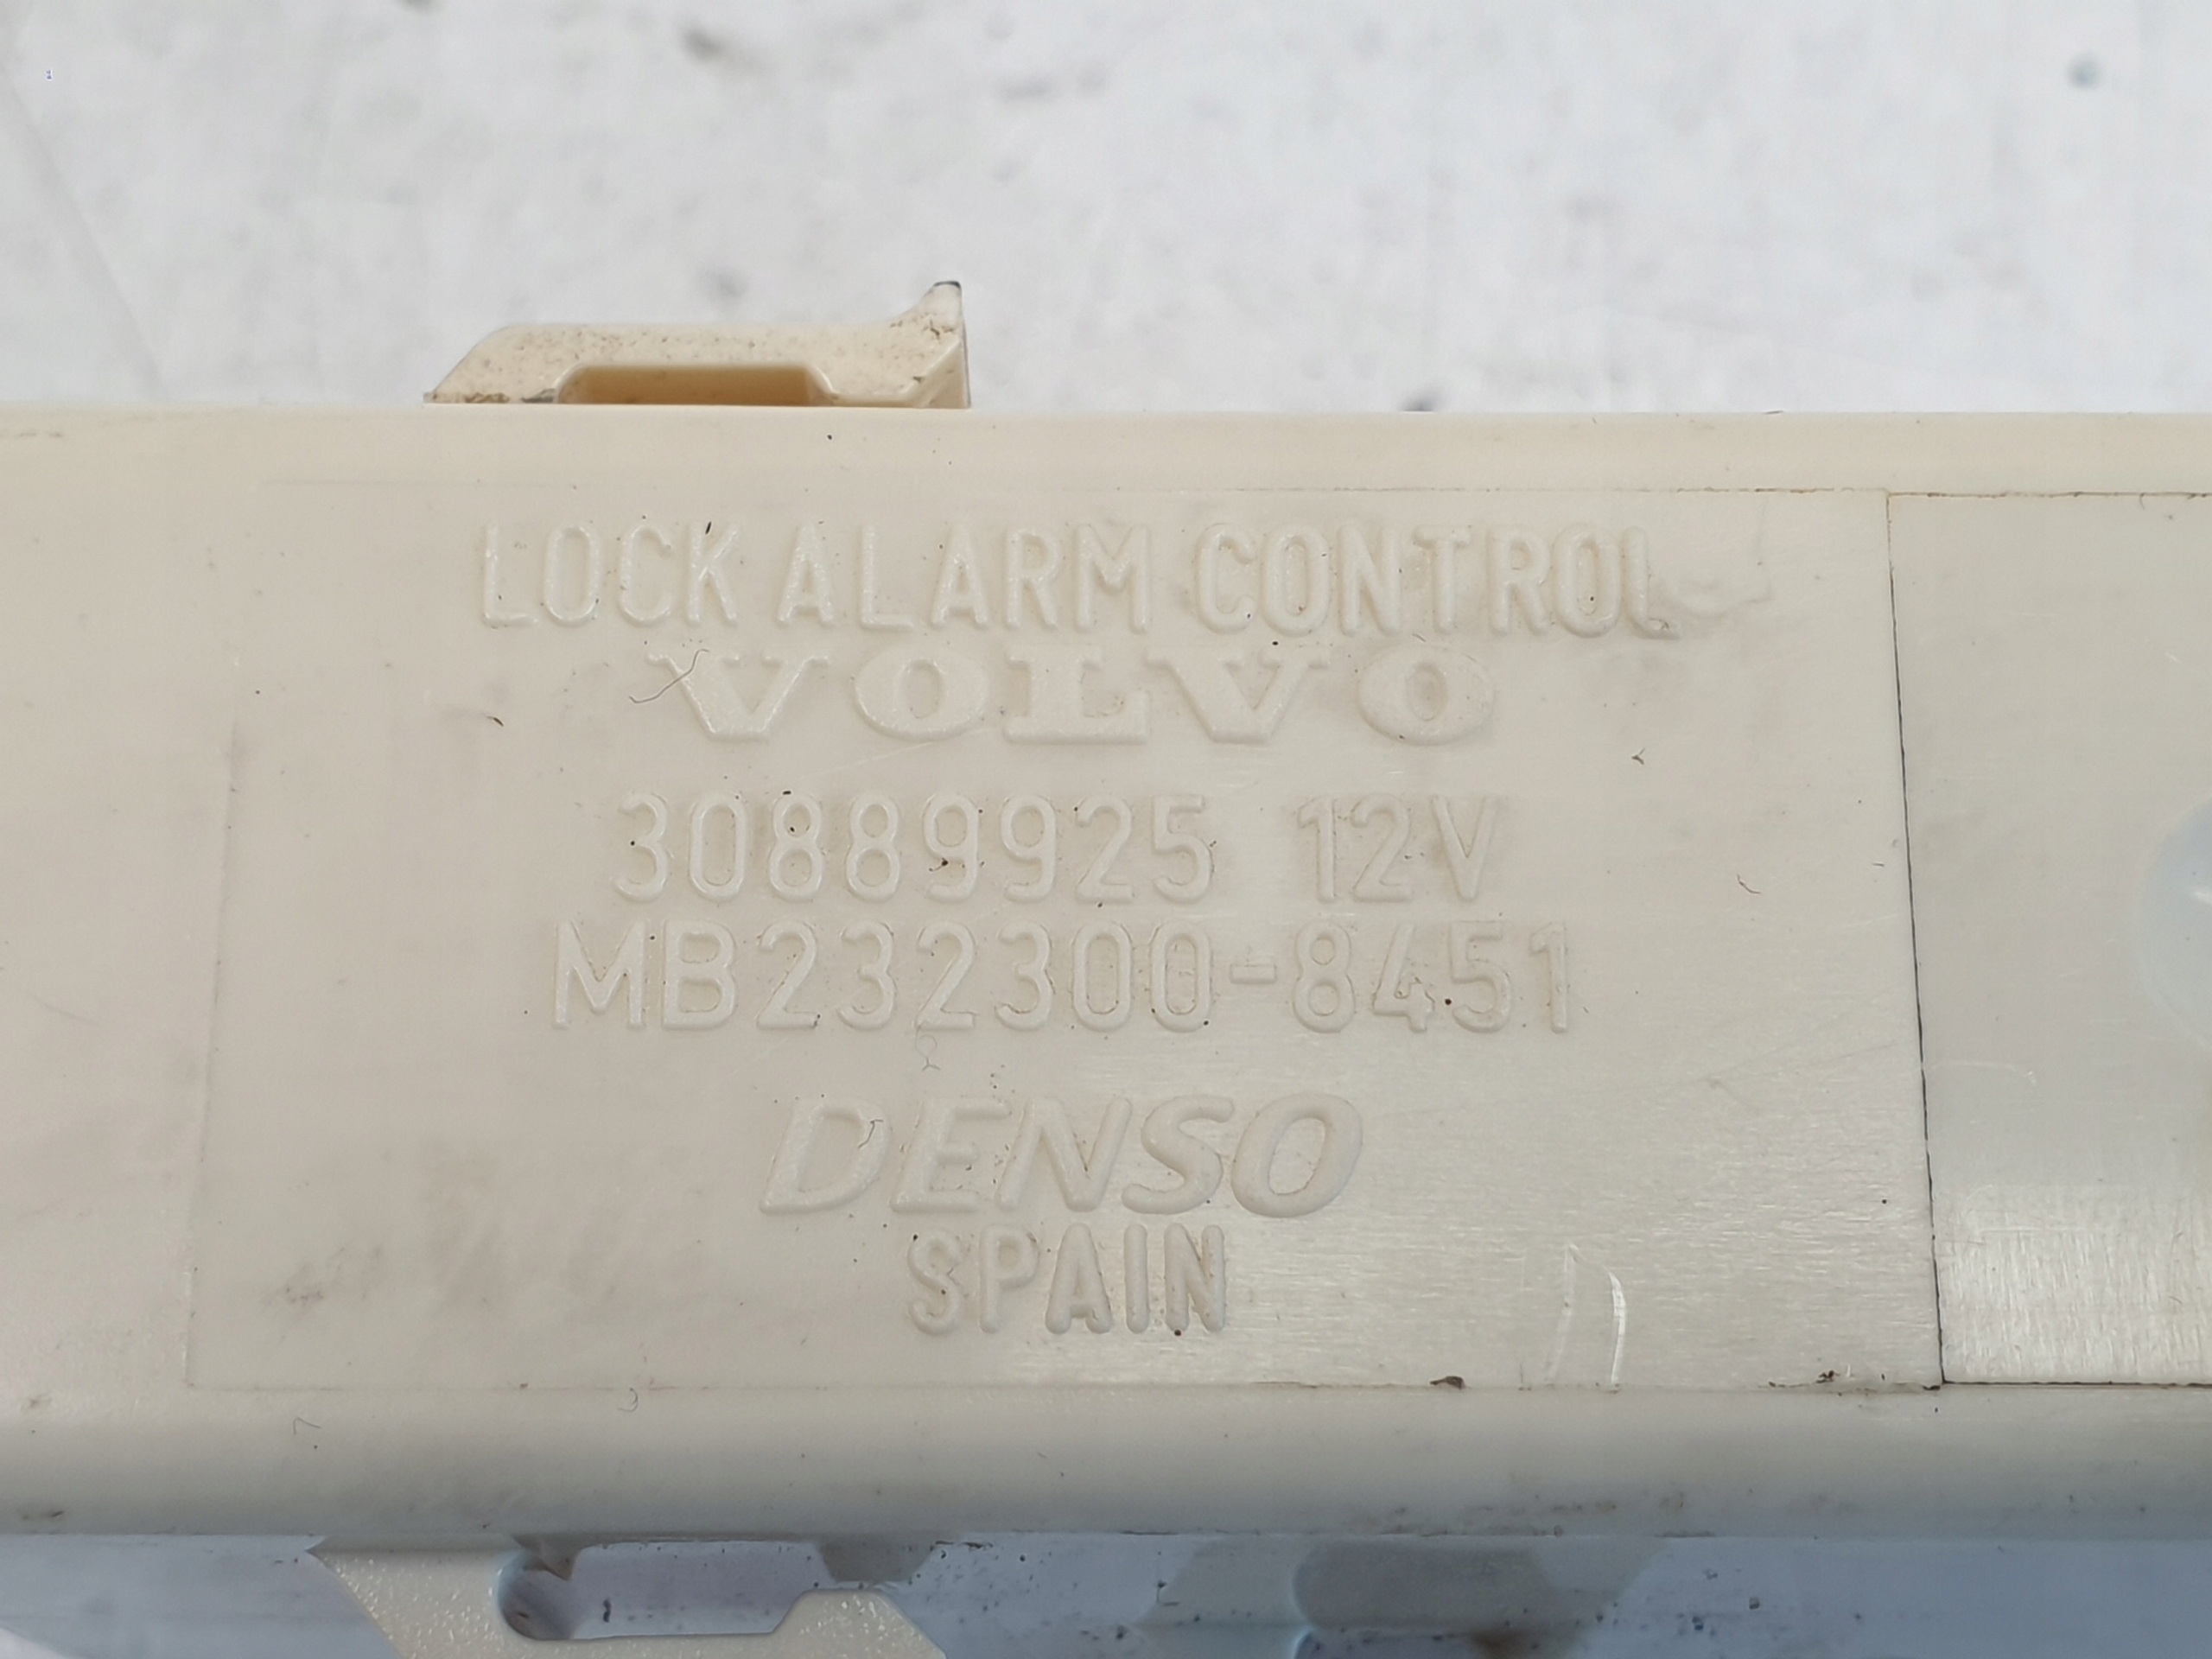 LOCK ALARM CONTROL
VOLVO
30889925 12V
MB232300-8451
DENSO
SPAIN